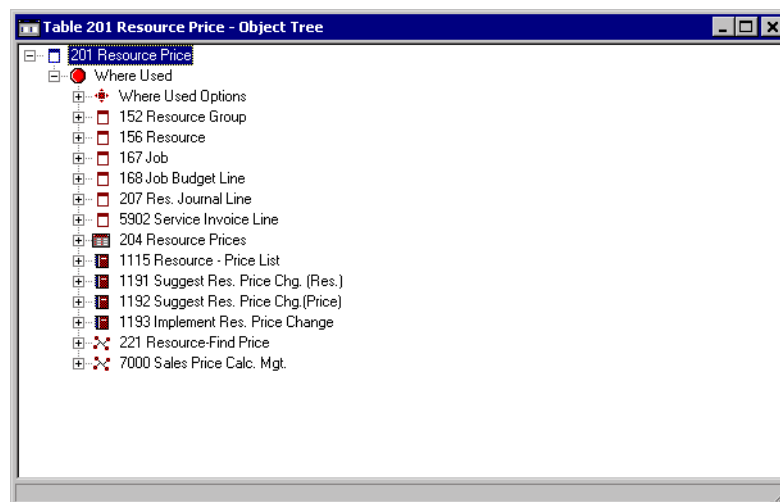 Table 201 Resource Price - Object Tree
201 Resource Price
Where Used
Where Used Options
152 Resource Group
156 Resource
167 Job
168 Job Budget Line
207 Res. Journal Line
5902 Service Invoice Line
204 Resource Prices
1115 Resource - Price List
1191 Suggest Res. Price Chg. (Res.)
1192 Suggest Res. Price Chg.(Price)
1193 Implement Res. Price Change
221 Resource-Find Price
7000 Sales Price Calc. Mgt.